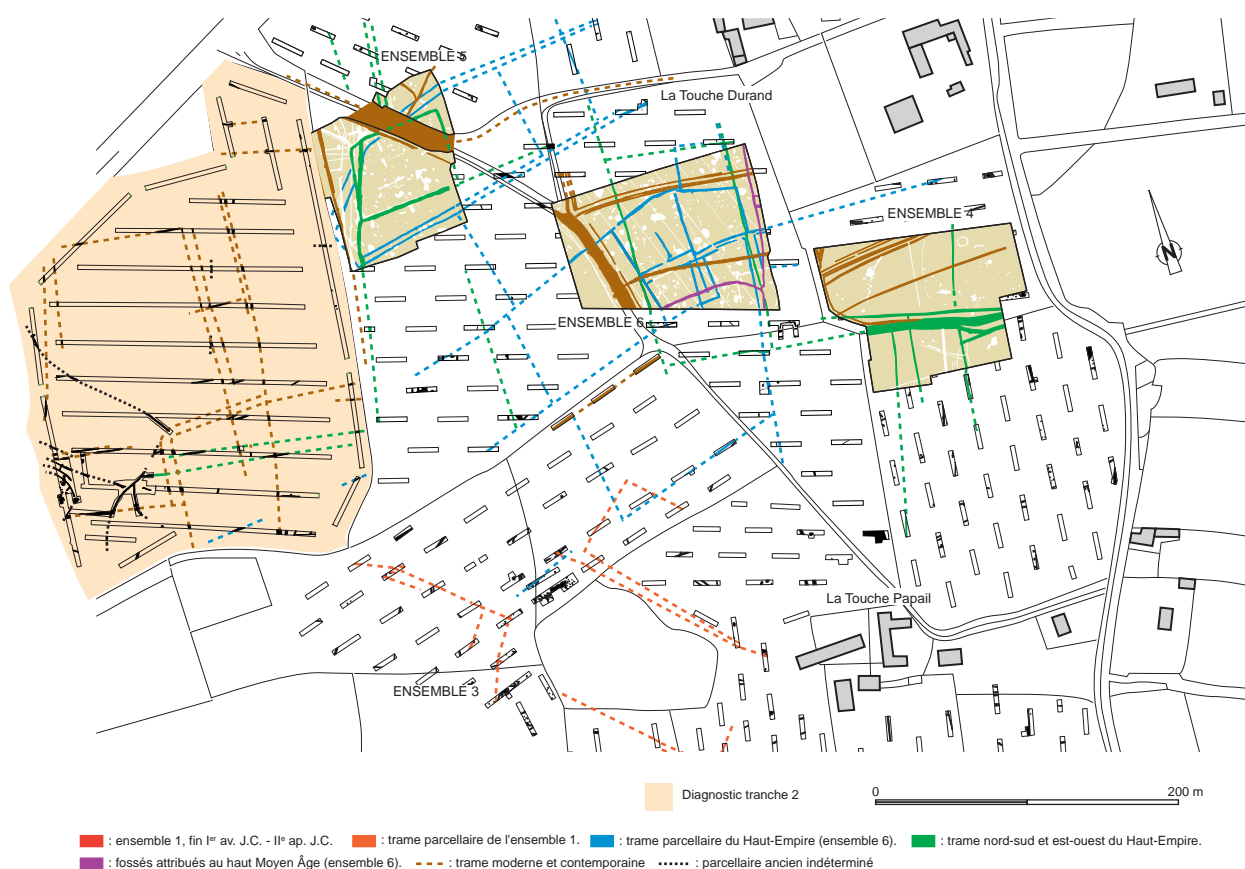 ENSEMBLE 5
La Touche Durand
ENSEMBLE 4
N
ENSEMBLE 6
La Touche Papail
ENSEMBLE 3
Diagnostic tranche 2
0 200 m
: ensemble 1, fin Ier av. J.C. - IIe ap. J.C. : trame parcellaire de l'ensemble 1. : trame parcellaire du Haut-Empire (ensemble 6). : trame nord-sud et est-ouest du Haut-Empire.
: fossés attribués au haut Moyen Âge (ensemble 6). : trame moderne et contemporaine : parcellaire ancien indéterminé